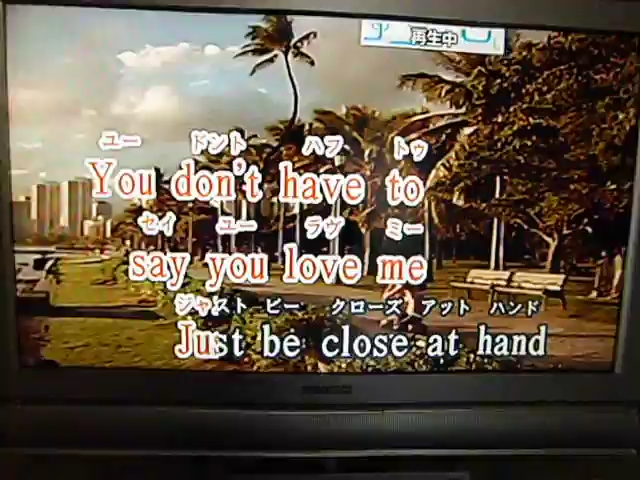 再生中
ユー ドント ハフ トゥ
You don't have to
セイ ユー ラヴ ミー
say you love me
ジャスト ビー クローズ アット ハンド
Just be close at hand